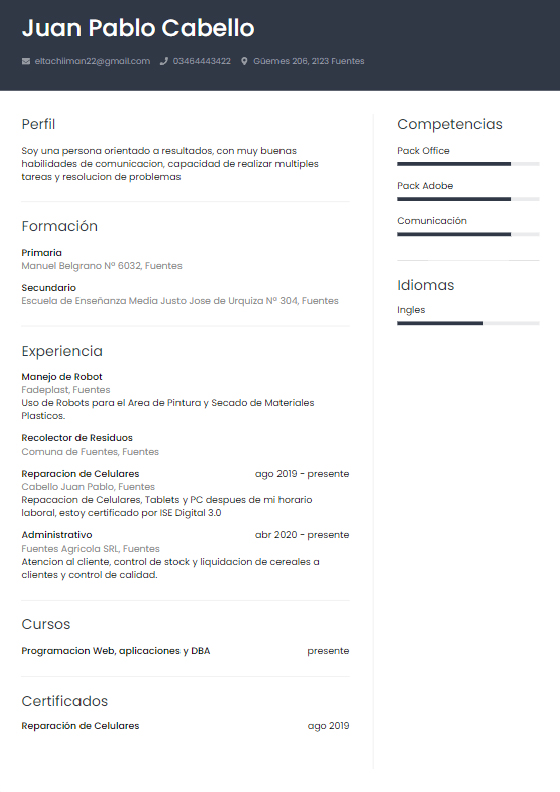 Juan Pablo Cabello
eltachilmain22@gmail.com 03464443422 Güemes 206, 2123 Fuentes
Perfil
Soy una persona orientado a resultados, con muy buenas
habilidades de comunicacion, capacidad de realizar multiples
tareas y resolucion de problemas
Formación
Primaria
Manuel Belgrano Nº 6032, Fuentes
Secundario
Escuela de Enseñanza Media Justo Jose de Urquiza Nº 304, Fuentes
Experiencia
Manejo de Robot
Fadeplast, Fuentes
Uso de Robots para el Area de Pintura y Secado de Materiales
Plasticos.
Recolector de Residuos
Comuna de Fuentes, Fuentes
Reparacion de Celulares ago 2019 - presente
Cabello Juan Pablo, Fuentes
Repacacion de Celulares, Tablets y PC despues de mi horario
laboral, estoy certificado por ISE Digital 3.0
Administrativo abr 2020 - presente
Fuentes Agricola SRL, Fuentes
Atencion al cliente, control de stock y liquidacion de cereales a
clientes y control de calidad.
Cursos
Programacion Web, aplicaciones y DBA presente
Certificados
Reparación de Celulares ago 2019
Competencias
Pack Office
Pack Adobe
Comunicación
Idiomas
Ingles